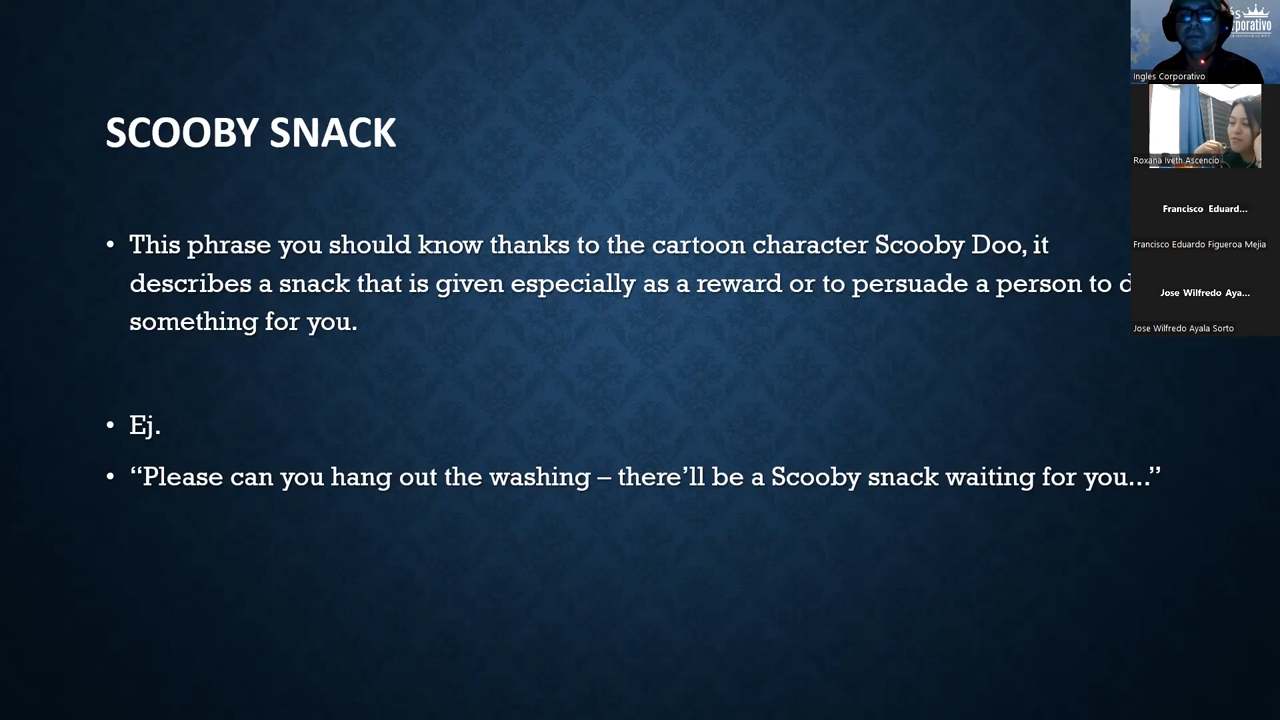 SCOOBY SNACK
• This phrase you should know thanks to the cartoon character Scooby Doo, it
describes a snack that is given especially as a reward or to persuade a person to
something for you.
• Ej.
• “Please can you hang out the washing – there’ll be a Scooby snack waiting for you...”
Ingles Corporativo
Roxana Iveth Ascencio
Francisco Eduard...
Francisco Eduardo Figueroa Mejia
Jose Wilfredo Aya...
Jose Wilfredo Ayala Sorto